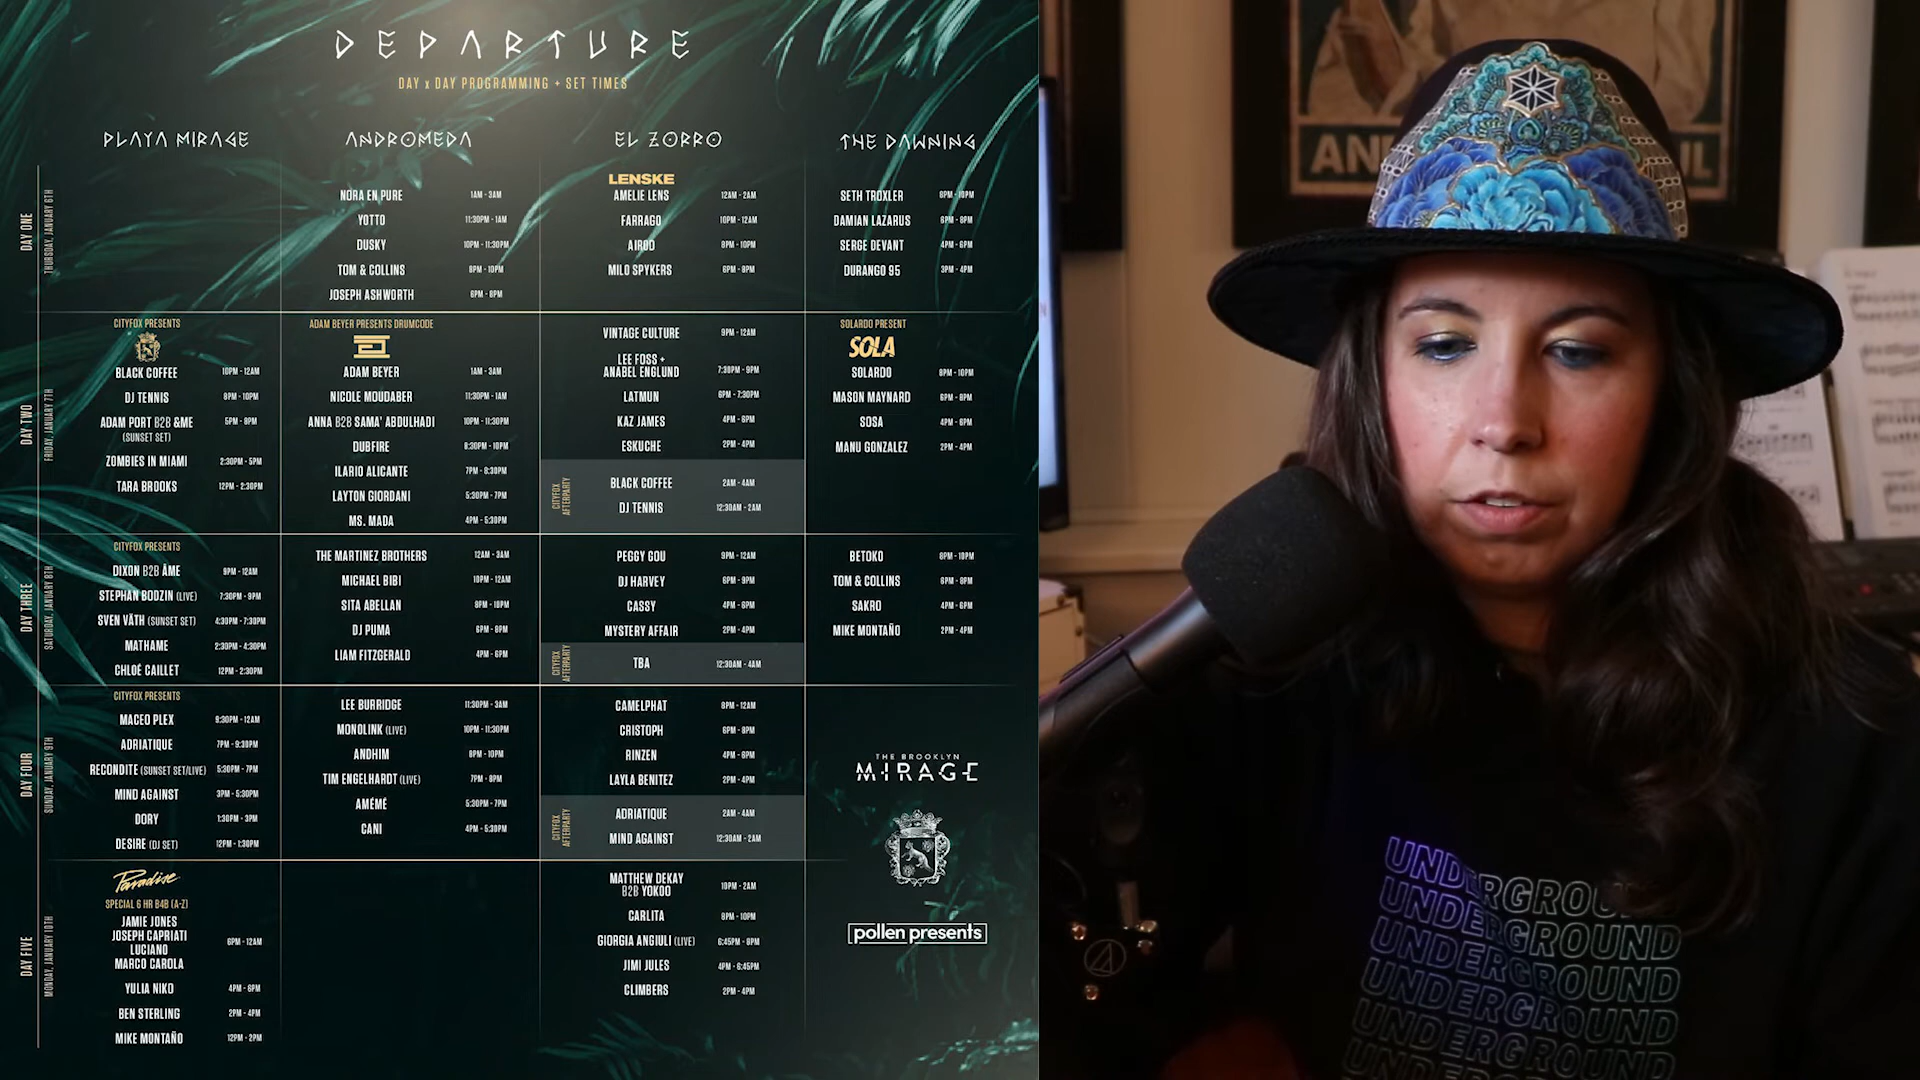 DEPARTURE
DAY x DAY PROGRAMMING + SET TIMES
PLAYA MIRAGE
ANDROMEDA
EL ZORRO
THE DAWNING
DAY ONE
THURSDAY, JANUARY 6TH
NORA EN PURE 1AM - 3AM
YOTTO 11:30PM - 1AM
DUSKY 10PM - 11:30PM
TOM & COLLINS 8PM - 10PM
JOSEPH ASHWORTH 6PM - 8PM
LENSKE
AMELIE LENS 12AM - 2AM
FARRAGO 10PM - 12AM
AIROD 8PM - 10PM
MILO SPYKERS 6PM - 8PM
SETH TROXLER 8PM - 10PM
DAMIAN LAZARUS 6PM - 8PM
SERGE DEVANT 4PM - 6PM
DURANGO 95 3PM - 4PM
DAY TWO
FRIDAY, JANUARY 7TH
CITYFOX PRESENTS
BLACK COFFEE 10PM - 12AM
DJ TENNIS 8PM - 10PM
ADAM PORT B2B &ME 5PM - 8PM
(SUNSET SET)
ZOMBIES IN MIAMI 2:30PM - 5PM
TARA BROOKS 12PM - 2:30PM
ADAM BEYER PRESENTS DRUMCODE
ADAM BEYER 1AM - 3AM
NICOLE MOUDABER 11:30PM - 1AM
ANNA B2B SAMA' ABDULHADI 10PM - 11:30PM
DUBFIRE 8:30PM - 10PM
ILARIO ALICANTE 7PM - 8:30PM
LAYTON GIORDANI 5:30PM - 7PM
MS. MADA 4PM - 5:30PM
VINTAGE CULTURE 9PM - 12AM
LEE FOSS +
ANABEL ENGLUND 7:30PM - 9PM
LATMUN 6PM - 7:30PM
KAZ JAMES 4PM - 6PM
ESKUCHE 2PM - 4PM
CITYFOX
AFTERPARTY
BLACK COFFEE 2AM - 4AM
DJ TENNIS 12:30AM - 2AM
SOLARDO PRESENT
SOLA
SOLARDO 8PM - 10PM
MASON MAYNARD 6PM - 8PM
SOSA 4PM - 6PM
MANU GONZALEZ 2PM - 4PM
DAY THREE
SATURDAY, JANUARY 8TH
CITYFOX PRESENTS
DIXON B2B ÂME 9PM - 12AM
STEPHAN BODZIN (LIVE) 7:30PM - 9PM
SVEN VÄTH (SUNSET SET) 4:30PM - 7:30PM
MATHAME 2:30PM - 4:30PM
CHLOÉ CAILLET 12PM - 2:30PM
THE MARTINEZ BROTHERS 12AM - 3AM
MICHAEL BIBI 10PM - 12AM
SITA ABELLAN 8PM - 10PM
DJ PUMA 6PM - 8PM
LIAM FITZGERALD 4PM - 6PM
PEGGY GOU 9PM - 12AM
DJ HARVEY 6PM - 9PM
CASSY 4PM - 6PM
MYSTERY AFFAIR 2PM - 4PM
CITYFOX
AFTERPARTY
TBA 12:30AM - 4AM
BETOKO 8PM - 10PM
TOM & COLLINS 6PM - 8PM
SAKRO 4PM - 6PM
MIKE MONTAÑO 2PM - 4PM
DAY FOUR
SUNDAY, JANUARY 9TH
CITYFOX PRESENTS
MACEO PLEX 9:30PM - 12AM
ADRIATIQUE 7PM - 9:30PM
RECONDITE (SUNSET SET/LIVE) 5:30PM - 7PM
MIND AGAINST 3PM - 5:30PM
DORY 1:30PM - 3PM
DESIRE (DJ SET) 12PM - 1:30PM
LEE BURRIDGE 11:30PM - 3AM
MONOLINK (LIVE) 10PM - 11:30PM
ANDHIM 8PM - 10PM
TIM ENGELHARDT (LIVE) 7PM - 8PM
AMÉMÉ 5:30PM - 7PM
CANI 4PM - 5:30PM
CAMELPHAT 8PM - 12AM
CRISTOPH 6PM - 8PM
RINZEN 4PM - 6PM
LAYLA BENITEZ 2PM - 4PM
CITYFOX
AFTERPARTY
ADRIATIQUE 2AM - 4AM
MIND AGAINST 12:30AM - 2AM
THE BROOKLYN
MIRAGE
pollen presents
DAY FIVE
MONDAY, JANUARY 10TH
Paradise
SPECIAL 6 HR B4B (A-Z)
JAMIE JONES
JOSEPH CAPRIATI
LUCIANO
MARCO CAROLA
6PM - 12AM
YULIA NIKO 4PM - 6PM
BEN STERLING 2PM - 4PM
MIKE MONTAÑO 12PM - 2PM
MATTHEW DEKAY
B2B YOKOO 10PM - 2AM
CARLITA 8PM - 10PM
GIORGIA ANGIULI (LIVE) 6:45PM - 8PM
JIMI JULES 4PM - 6:45PM
CLIMBERS 2PM - 4PM
UNDERGROUND
UNDERGROUND
UNDERGROUND
UNDERGROUND
UNDERGROUND
UNDERGROUND